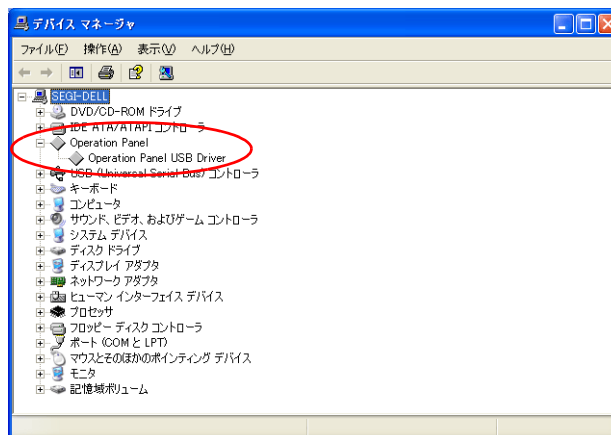 デバイス マネージャ
ファイル(F) 操作(A) 表示(V) ヘルプ(H)
SEGI-DELL
DVD/CD-ROM ドライブ
IDE ATA/ATAPI コントローラ
Operation Panel
Operation Panel USB Driver
USB (Universal Serial Bus) コントローラ
キーボード
コンピュータ
サウンド、ビデオ、およびゲーム コントローラ
システム デバイス
ディスク ドライブ
ディスプレイ アダプタ
ネットワーク アダプタ
ヒューマン インターフェイス デバイス
プロセッサ
フロッピー ディスク コントローラ
ポート (COM と LPT)
マウスとそのほかのポインティング デバイス
モニタ
記憶域ボリューム